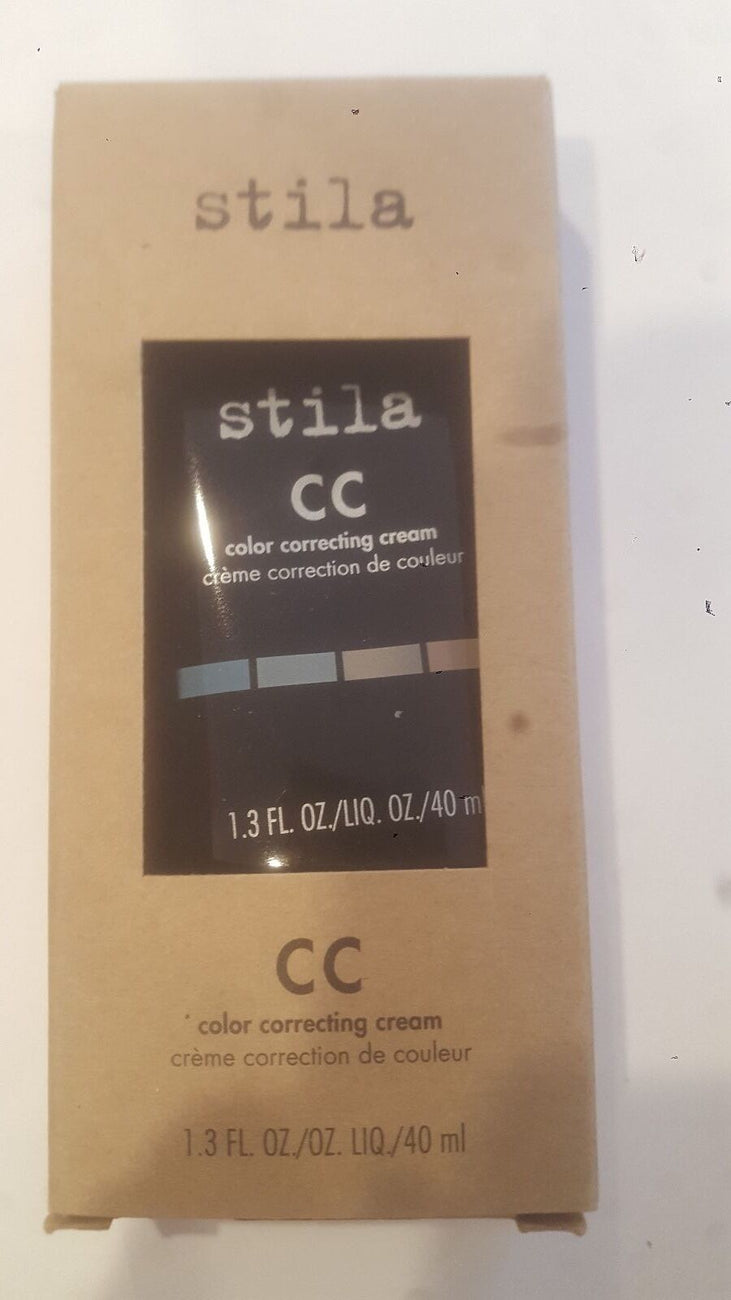 stila
stila
CC
color correcting cream
crème correction de couleur
1.3 FL. OZ./LIQ. OZ./40 m
CC
color correcting cream
crème correction de couleur
1.3 FL. OZ./OZ. LIQ./40 ml